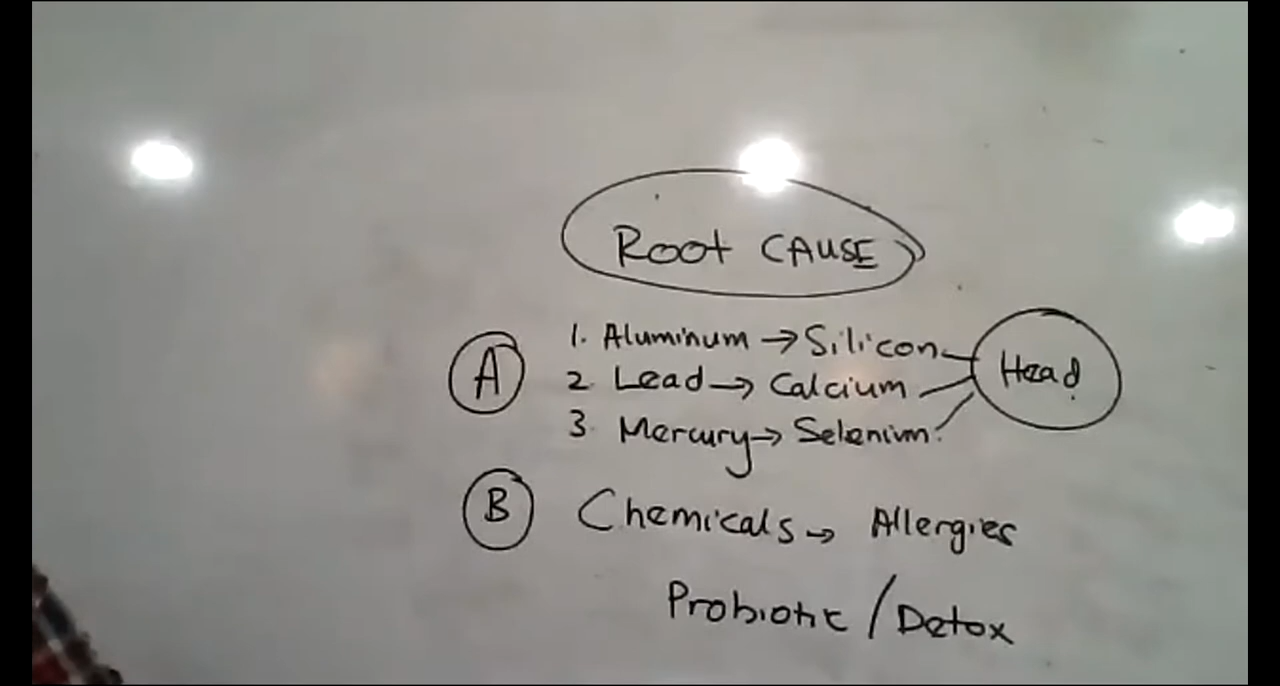 Root CAUSE
A 1. Aluminum → Silicon
2. Lead → Calcium Head
3. Mercury → Selenium
B Chemicals → Allergies
Probiotic / Detox